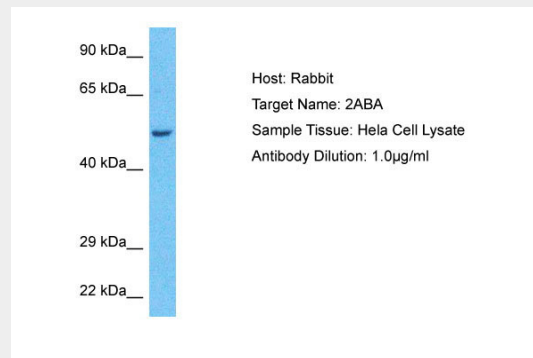 90 kDa__
65 kDa__
Host: Rabbit
Target Name: 2ABA
Sample Tissue: Hela Cell Lysate
Antibody Dilution: 1.0µg/ml
40 kDa__
29 kDa__
22 kDa__